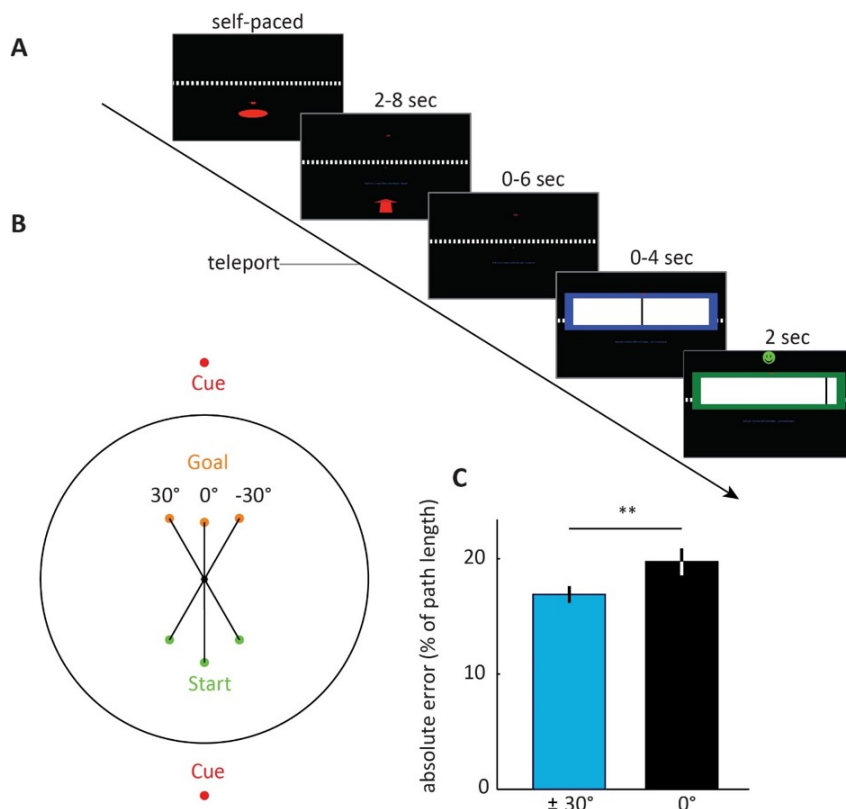 self-paced
A
2-8 sec
0-6 sec
B
teleport
0-4 sec
2 sec
Cue
Goal
30° 0° -30°
Start
Cue
C
**
absolute error (% of path length)
20
10
0
± 30° 0°